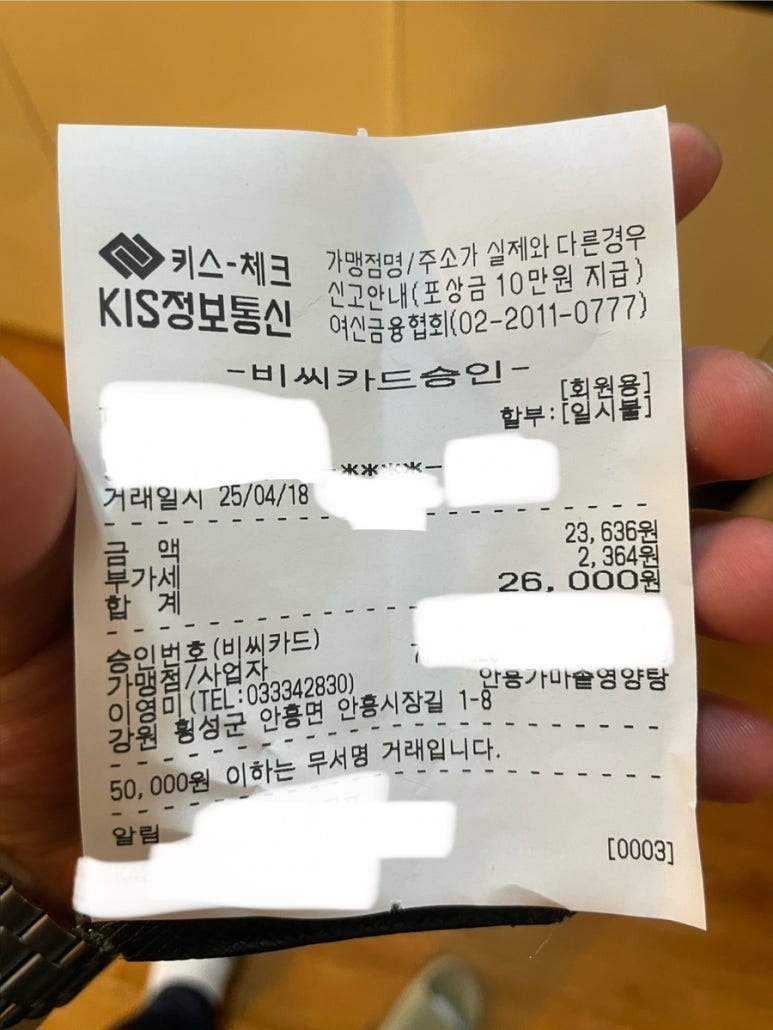 키스-체크
KIS정보통신
가맹점명/주소가 실제와 다른경우
신고안내(포상금 10만원 지급)
여신금융협회(02-2011-0777)
-비씨카드승인-
[회원용]
할부:[일시불]
-****-
거래일시 25/04/18
금 액 23,636원
부가세 2,364원
합 계 26,000원
승인번호(비씨카드)
가맹점/사업자
안흥가마솥영양탕
이영미(TEL:033342830)
강원 횡성군 안흥면 안흥시장길 1-8
50,000원 이하는 무서명 거래입니다.
알림
[0003]